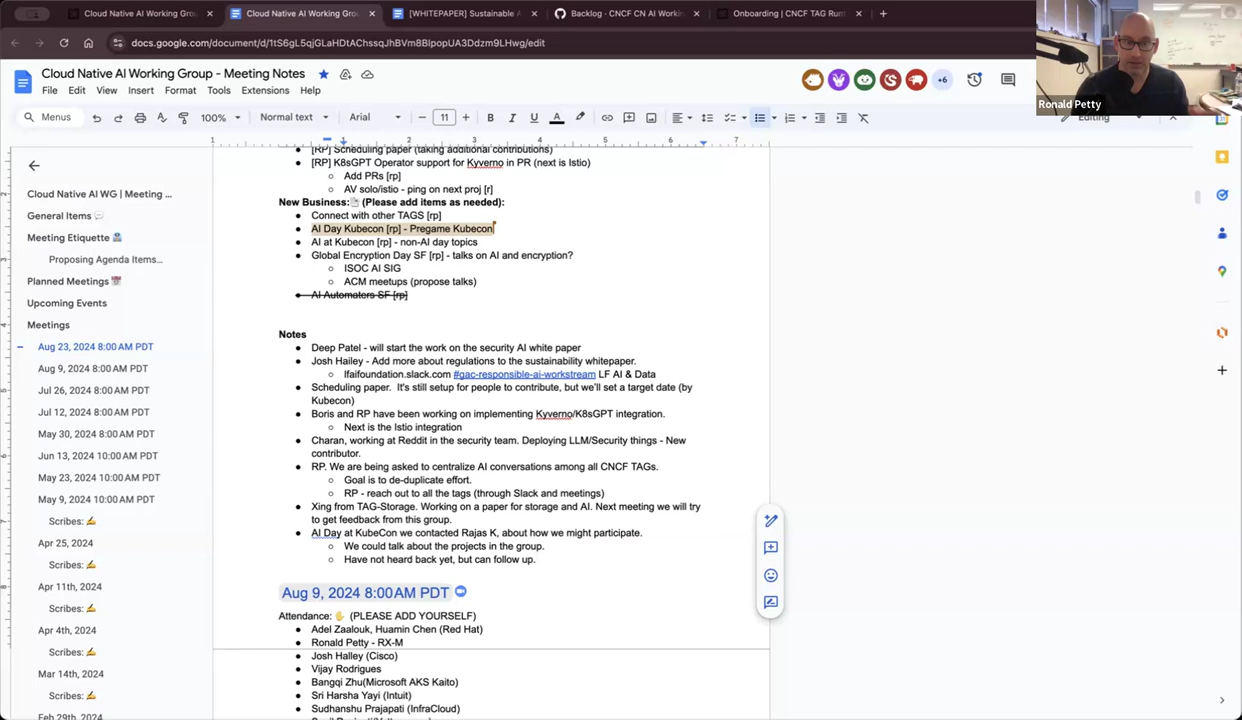 Cloud Native AI Working Gro
Cloud Native AI Working Gro
[WHITEPAPER] Sustainable A
Backlog - CNCF CN AI Workin
Onboarding | CNCF TAG Runt
docs.google.com/document/d/1tS6gL5qjGLaHDtAChssqJhBVm8BlpopUA3Ddzm9LHwg/edit
Cloud Native AI Working Group - Meeting Notes
+6
File Edit View Insert Format Tools Extensions Help
Ronald Petty
Menus 100% Normal text Arial 11 B I U A Editing
1 1 2 3 4 5 6 7
[RP] Scheduling paper (taking additional contributions)
[RP] K8sGPT Operator support for Kyverno in PR (next is Istio)
Add PRs [rp]
AV solo/istio - ping on next proj [r]
New Business: (Please add items as needed):
Connect with other TAGS [rp]
AI Day Kubecon [rp] - Pregame Kubecon
AI at Kubecon [rp] - non-AI day topics
Global Encryption Day SF [rp] - talks on AI and encryption?
ISOC AI SIG
ACM meetups (propose talks)
AI Automaters SF [rp]
Notes
Deep Patel - will start the work on the security AI white paper
Josh Hailey - Add more about regulations to the sustainability whitepaper.
lfaifoundation.slack.com #gac-responsible-ai-workstream LF AI & Data
Scheduling paper. It's still setup for people to contribute, but we'll set a target date (by
Kubecon)
Boris and RP have been working on implementing Kyverno/K8sGPT integration.
Next is the Istio integration
Charan, working at Reddit in the security team. Deploying LLM/Security things - New
contributor.
RP. We are being asked to centralize AI conversations among all CNCF TAGs.
Goal is to de-duplicate effort.
RP - reach out to all the tags (through Slack and meetings)
Xing from TAG-Storage. Working on a paper for storage and AI. Next meeting we will try
to get feedback from this group.
AI Day at KubeCon we contacted Rajas K, about how we might participate.
We could talk about the projects in the group.
Have not heard back yet, but can follow up.
Aug 9, 2024 8:00AM PDT
Attendance: (PLEASE ADD YOURSELF)
Adel Zaalouk, Huamin Chen (Red Hat)
Ronald Petty - RX-M
Josh Halley (Cisco)
Vijay Rodrigues
Bangqi Zhu(Microsoft AKS Kaito)
Sri Harsha Yayi (Intuit)
Sudhanshu Prajapati (InfraCloud)
Cloud Native AI WG | Meeting ...
General Items
Meeting Etiquette
Proposing Agenda Items...
Planned Meetings
Upcoming Events
Meetings
Aug 23, 2024 8:00AM PDT
Aug 9, 2024 8:00AM PDT
Jul 26, 2024 8:00AM PDT
Jul 12, 2024 8:00AM PDT
May 30, 2024 8:00AM PDT
Jun 13, 2024 10:00AM PDT
May 23, 2024 10:00AM PDT
May 9, 2024 10:00AM PDT
Scribes:
Apr 25, 2024
Scribes:
Apr 11th, 2024
Scribes:
Apr 4th, 2024
Scribes:
Mar 14th, 2024
Scribes:
Feb 29th, 2024